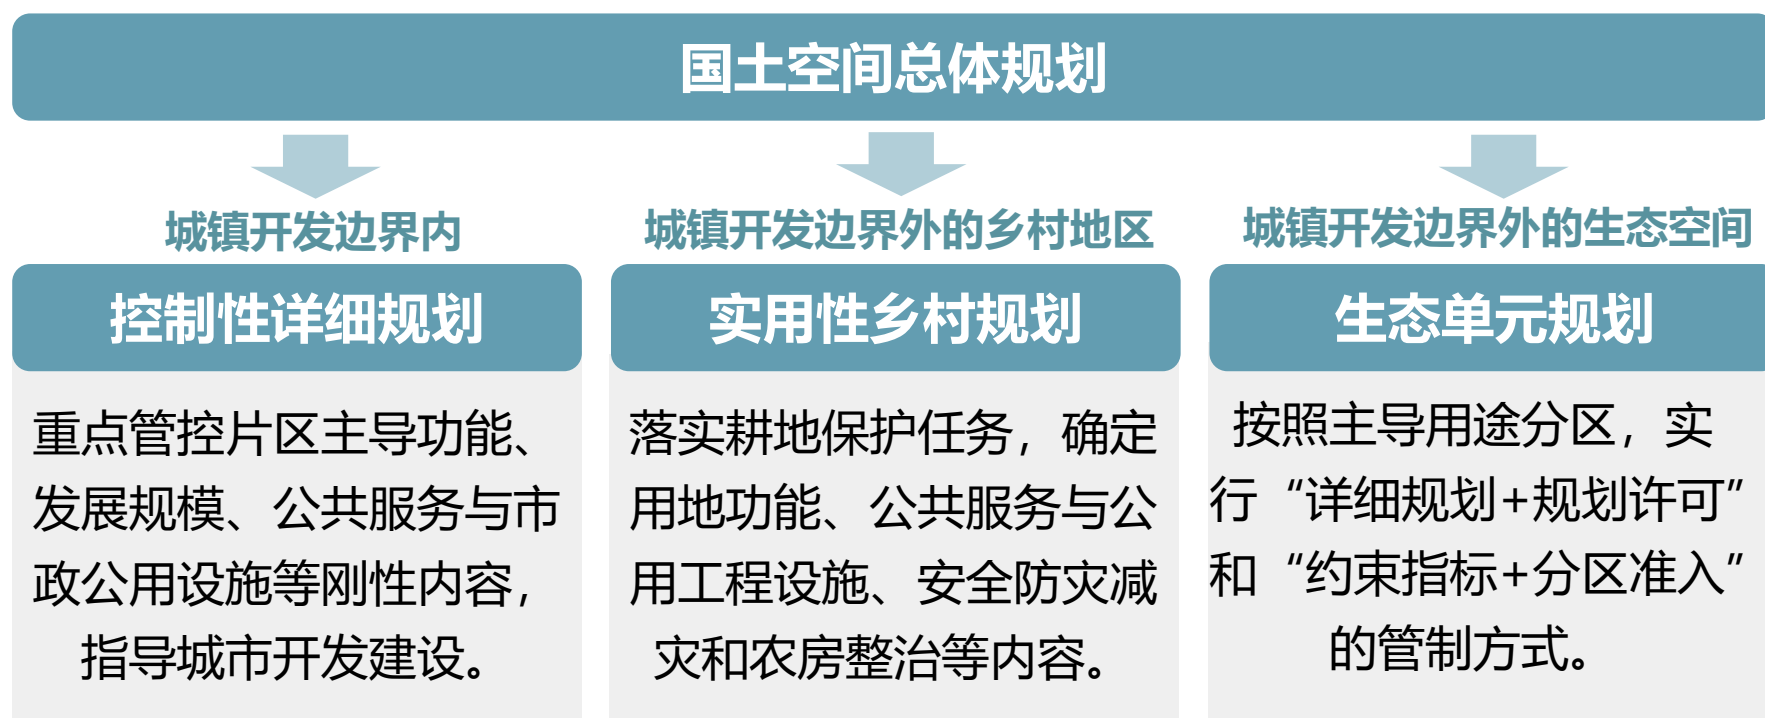 国土空间总体规划
城镇开发边界内
控制性详细规划
重点管控片区主导功能、
发展规模、公共服务与市
政公用设施等刚性内容，
指导城市开发建设。
城镇开发边界外的乡村地区
实用性乡村规划
落实耕地保护任务，确定
用地功能、公共服务与公
用工程设施、安全防灾减
灾和农房整治等内容。
城镇开发边界外的生态空间
生态单元规划
按照主导用途分区，实
行“详细规划+规划许可”
和“约束指标+分区准入”
的管制方式。